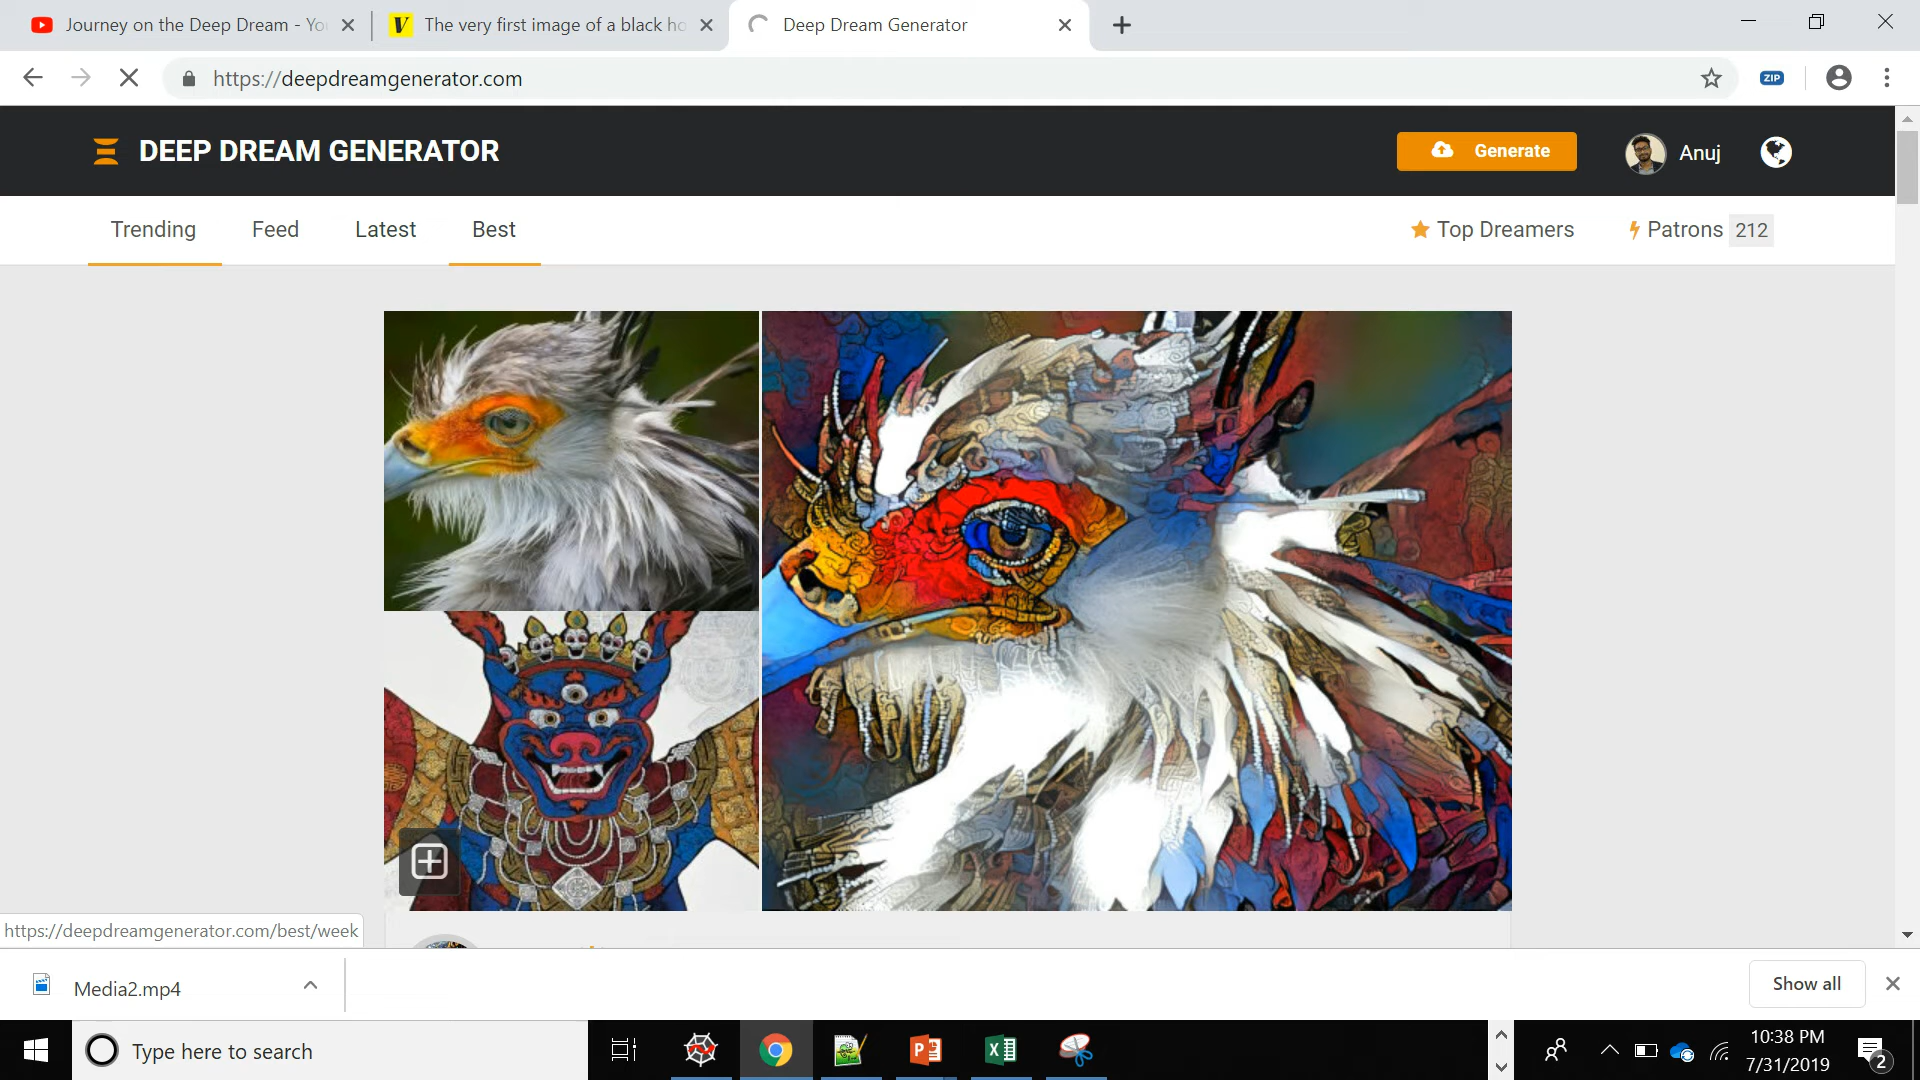 Journey on the Deep Dream - Yo
The very first image of a black ho
Deep Dream Generator
https://deepdreamgenerator.com
ZIP
DEEP DREAM GENERATOR
Generate
Anuj
Trending
Feed
Latest
Best
Top Dreamers
Patrons 212
https://deepdreamgenerator.com/best/week
Media2.mp4
Show all
Type here to search
10:38 PM
7/31/2019
2